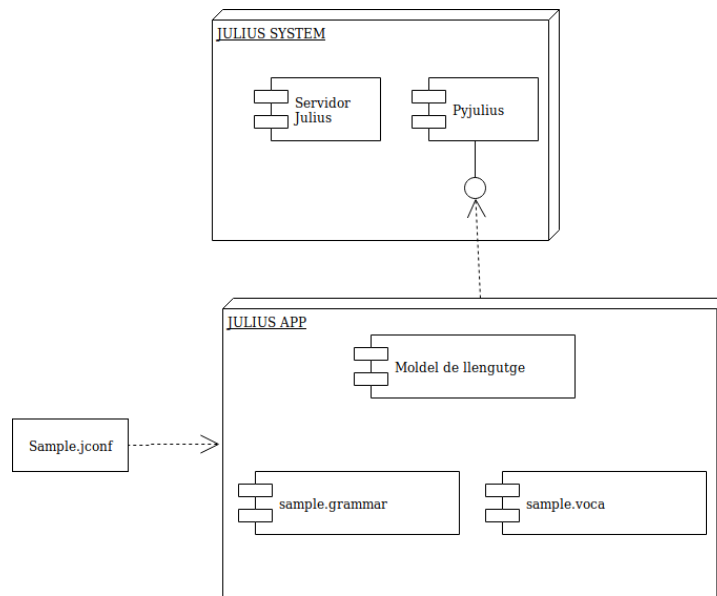 JULIUS SYSTEM
Servidor
Julius
Pyjulius
JULIUS APP
Moldel de llengutge
Sample.jconf
sample.grammar
sample.voca